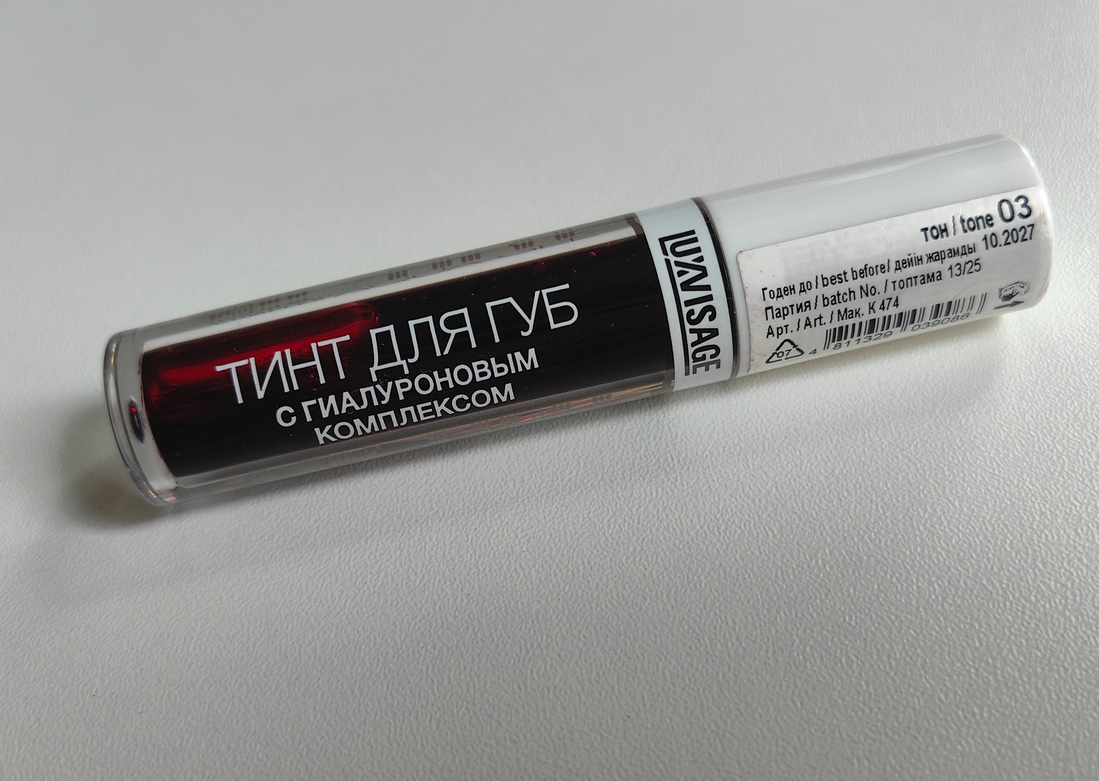 ТИНТ ДЛЯ ГУБ
С ГИАЛУРОНОВЫМ
КОМПЛЕКСОМ
LUXVISAGE
тон / tone 03
Годен до / best before / дейін жарамды 10.2027
Партия / batch No. / топтама 13/25
Арт. / Art. / Мак. К 474
4 811329 039086
07